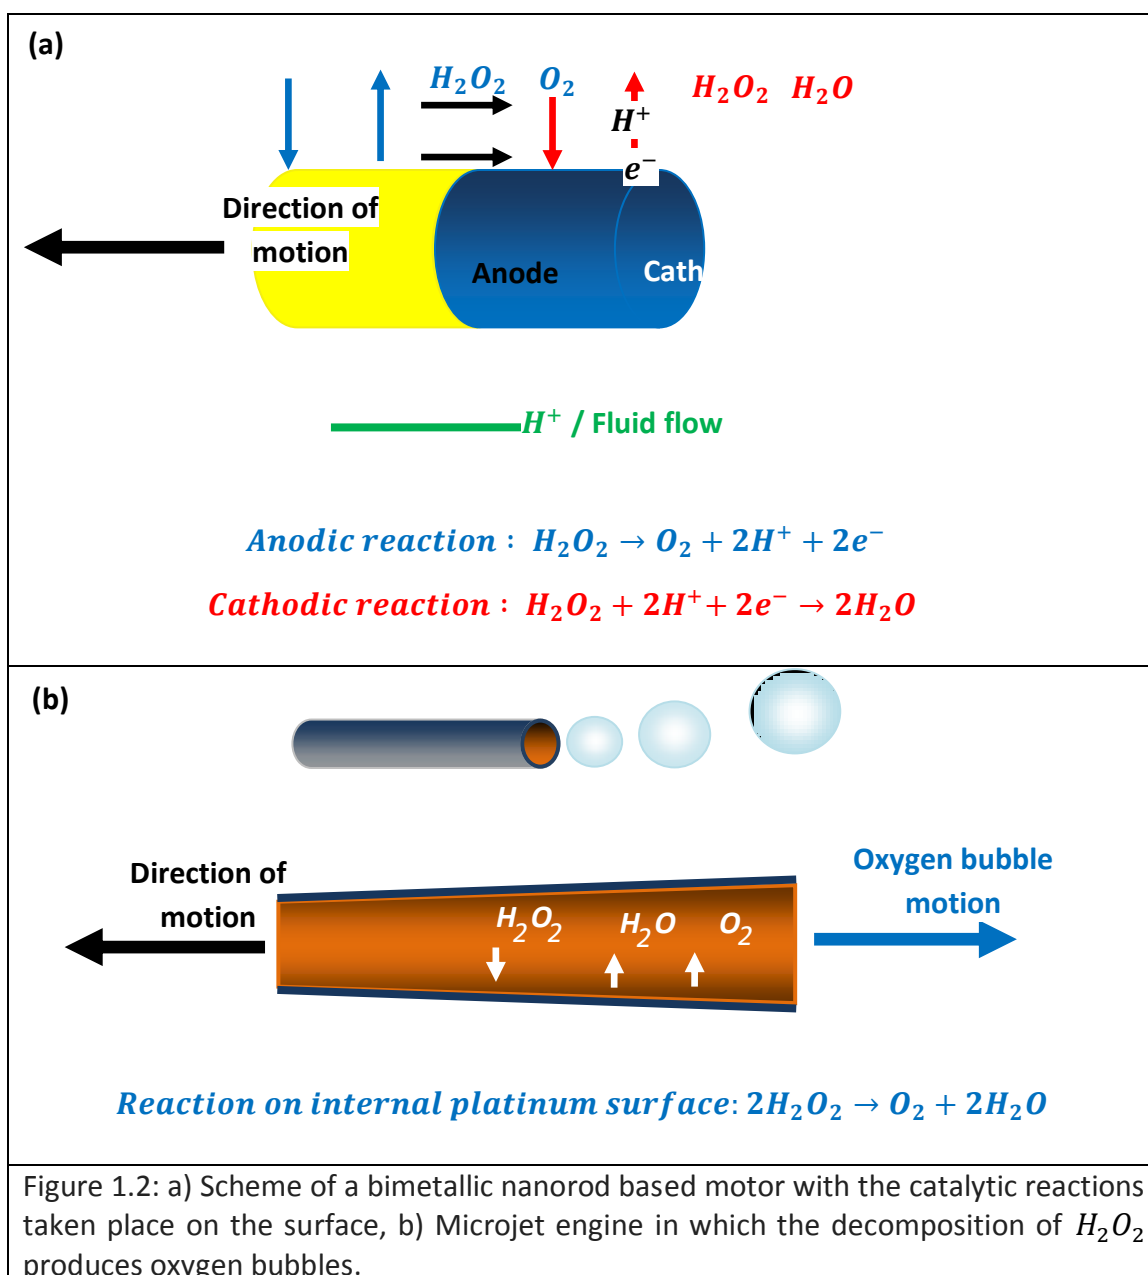 (a)
H₂O₂ O₂ H₂O₂ H₂O
H⁺
e⁻
Direction of
motion
Anode Cath
H⁺ / Fluid flow
Anodic reaction : H₂O₂ → O₂ + 2H⁺ + 2e⁻
Cathodic reaction : H₂O₂ + 2H⁺+ 2e⁻ → 2H₂O
(b)
Direction of
motion
Oxygen bubble
motion
H₂O₂ H₂O O₂
Reaction on internal platinum surface: 2H₂O₂ → O₂ + 2H₂O
Figure 1.2: a) Scheme of a bimetallic nanorod based motor with the catalytic reactions
taken place on the surface, b) Microjet engine in which the decomposition of H₂O₂
produces oxygen bubbles.